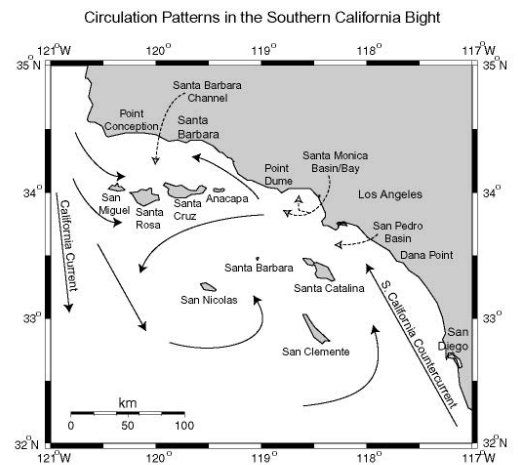 Circulation Patterns in the Southern California Bight
121°W
120°
119°
118°
117°W
35°N
35°N
Santa Barbara
Channel
Point
Conception
Santa
Barbara
Santa Monica
Basin/Bay
Point
Dume
34°
34°
San
Miguel
Santa
Rosa
Santa
Cruz
Anacapa
Los Angeles
San Pedro
Basin
Dana Point
California Current
Santa Barbara
Santa Catalina
San Nicolas
S. California Countercurrent
33°
33°
San Clemente
San
Diego
km
0
50
100
32°N
32°N
121°W
120°
119°
118°
117°W